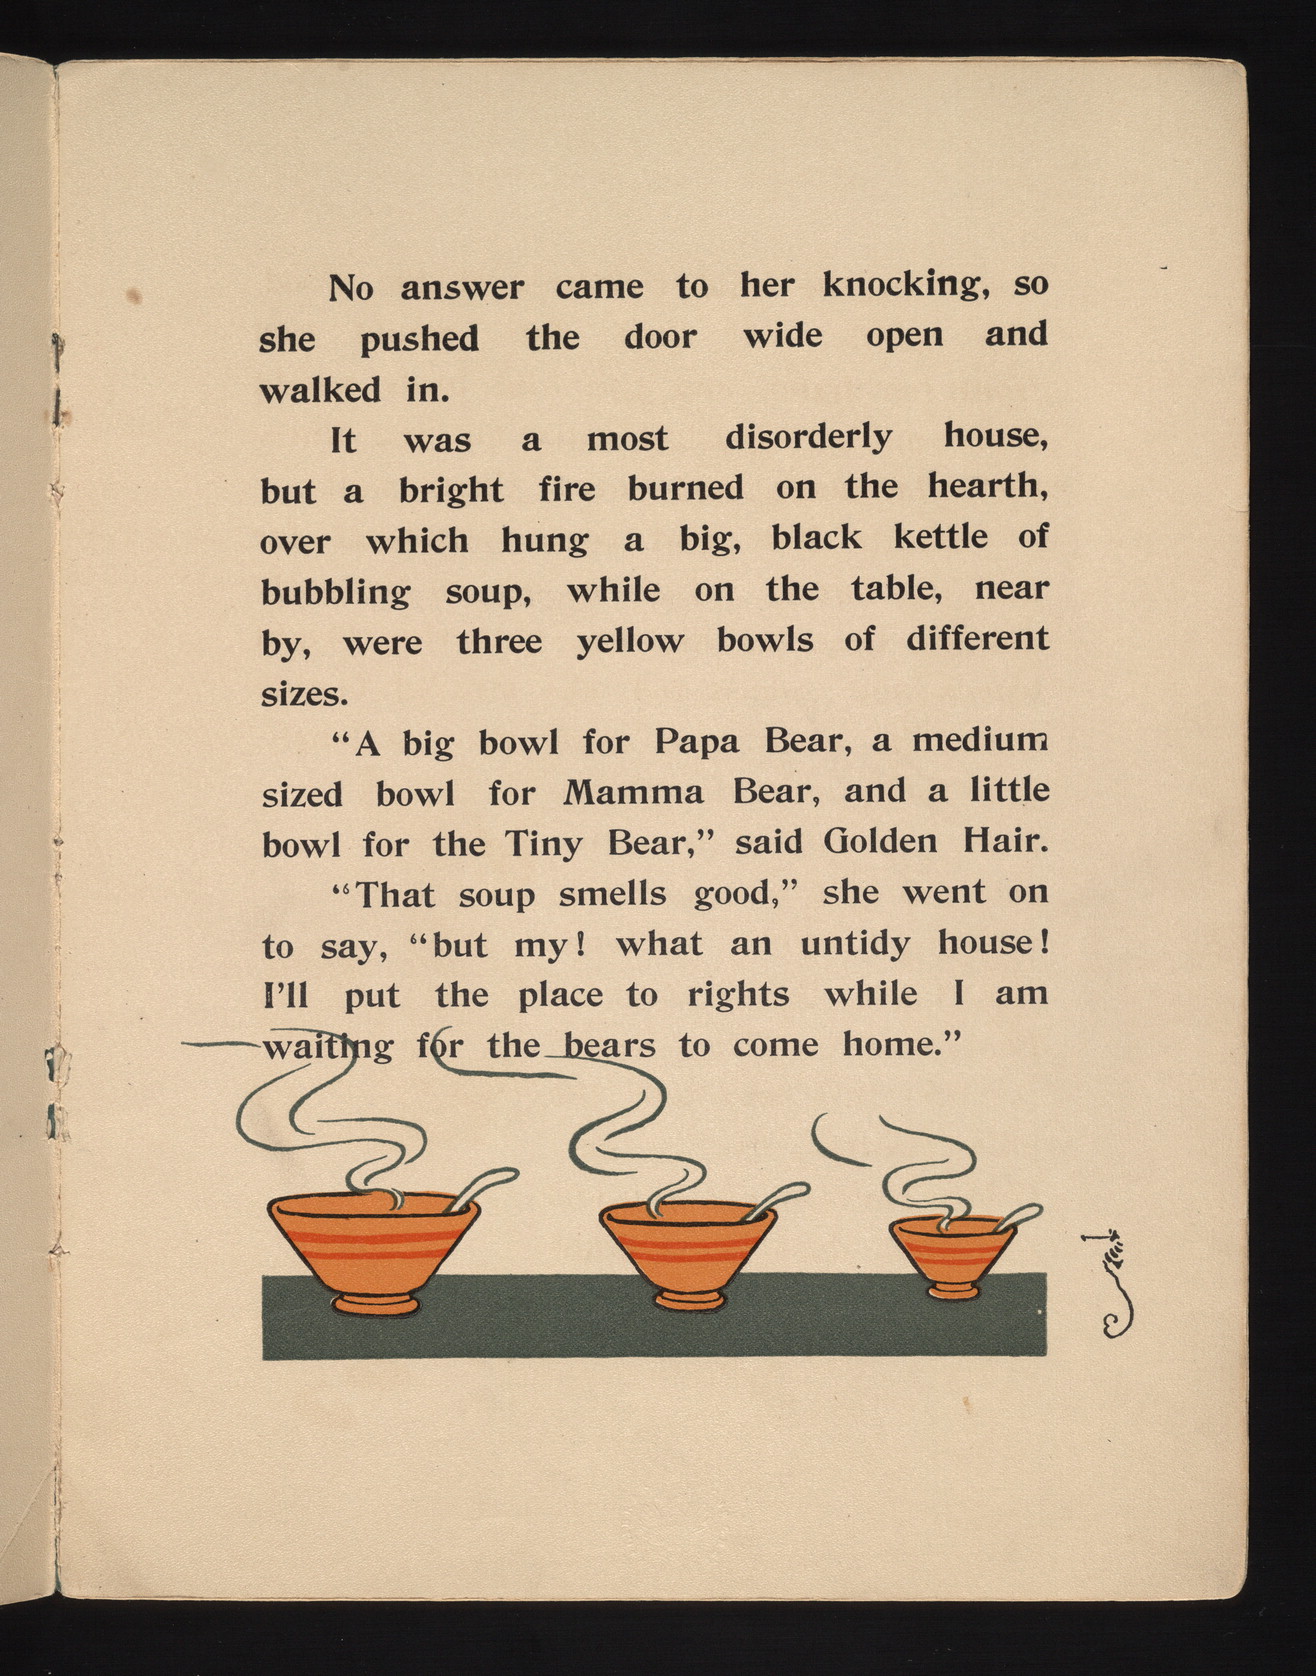 No answer came to her knocking, so
she pushed the door wide open and
walked in.
It was a most disorderly house,
but a bright fire burned on the hearth,
over which hung a big, black kettle of
bubbling soup, while on the table, near
by, were three yellow bowls of different
sizes.
“A big bowl for Papa Bear, a medium
sized bowl for Mamma Bear, and a little
bowl for the Tiny Bear,” said Golden Hair.
“That soup smells good,” she went on
to say, “but my! what an untidy house!
I’ll put the place to rights while I am
waiting for the bears to come home.”